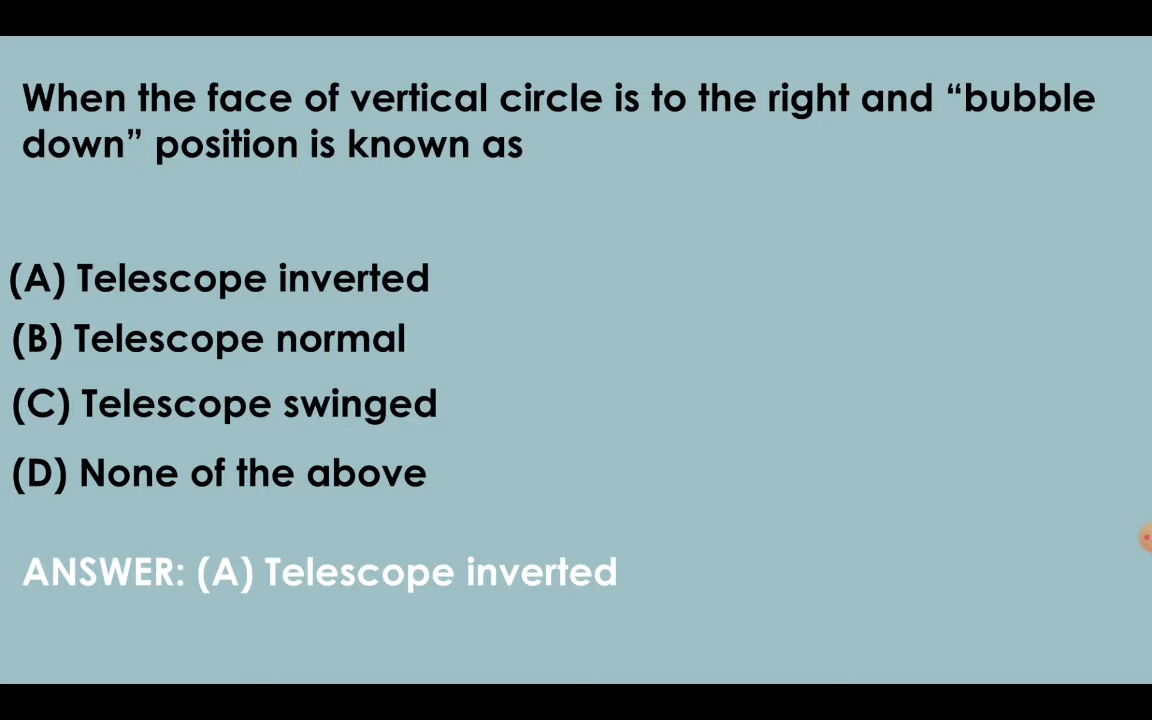 When the face of vertical circle is to the right and “bubble
down” position is known as
(A) Telescope inverted
(B) Telescope normal
(C) Telescope swinged
(D) None of the above
ANSWER: (A) Telescope inverted